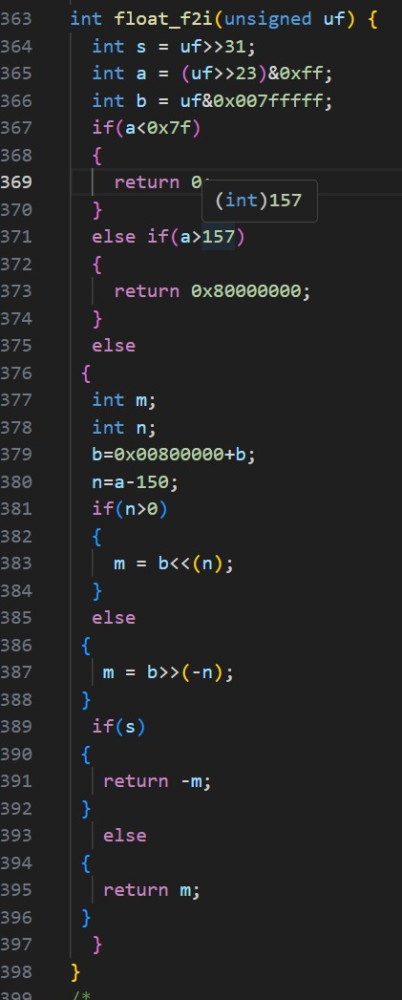 363 int float_f2i(unsigned uf) {
364 int s = uf>>31;
365 int a = (uf>>23)&0xff;
366 int b = uf&0x007fffff;
367 if(a<0x7f)
368 {
369 return 0;
(int)157
370 }
371 else if(a>157)
372 {
373 return 0x80000000;
374 }
375 else
376 {
377 int m;
378 int n;
379 b=0x00800000+b;
380 n=a-150;
381 if(n>0)
382 {
383 m = b<<(n);
384 }
385 else
386 {
387 m = b>>(-n);
388 }
389 if(s)
390 {
391 return -m;
392 }
393 else
394 {
395 return m;
396 }
397 }
398 }
399 /*